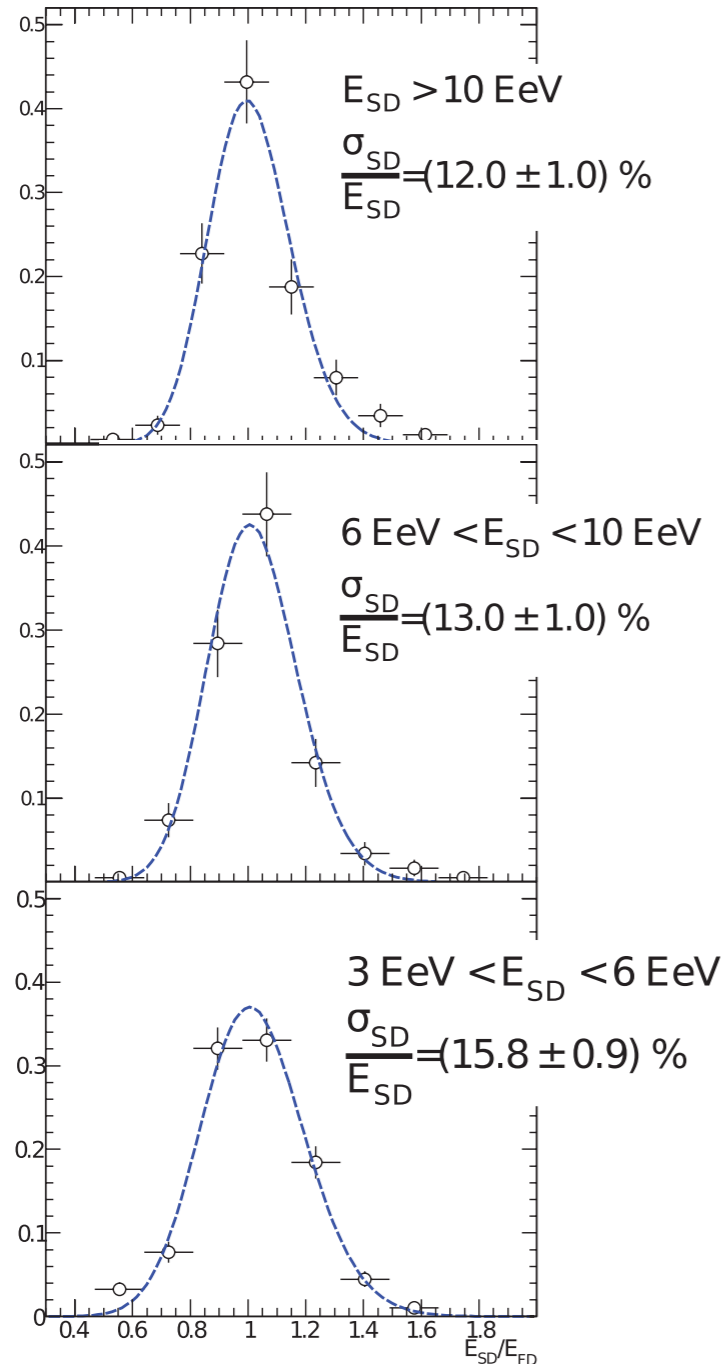 0.5
0.4
0.3
0.2
0.1
E_SD >10 EeV
σ_SD
E_SD
=(12.0 ±1.0) %
0.5
0.4
0.3
0.2
0.1
6 EeV <E_SD <10 EeV
σ_SD
E_SD
=(13.0 ±1.0) %
0.5
0.4
0.3
0.2
0.1
0
3 EeV <E_SD <6 EeV
σ_SD
E_SD
=(15.8 ±0.9) %
0.4 0.6 0.8 1 1.2 1.4 1.6 1.8
E_SD/E_FD